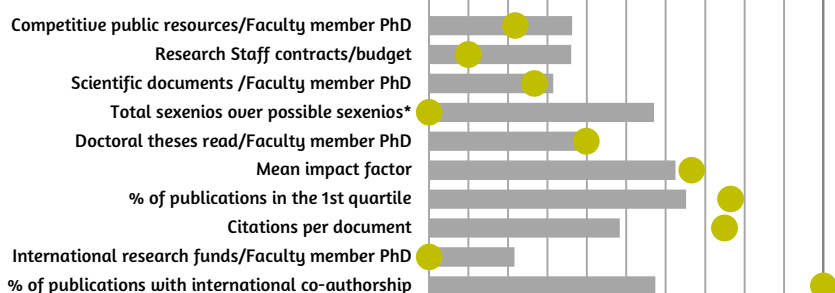 Competitive public resources/Faculty member PhD
Research Staff contracts/budget
Scientific documents /Faculty member PhD
Total sexenios over possible sexenios*
Doctoral theses read/Faculty member PhD
Mean impact factor
% of publications in the 1st quartile
Citations per document
International research funds/Faculty member PhD
% of publications with international co-authorship